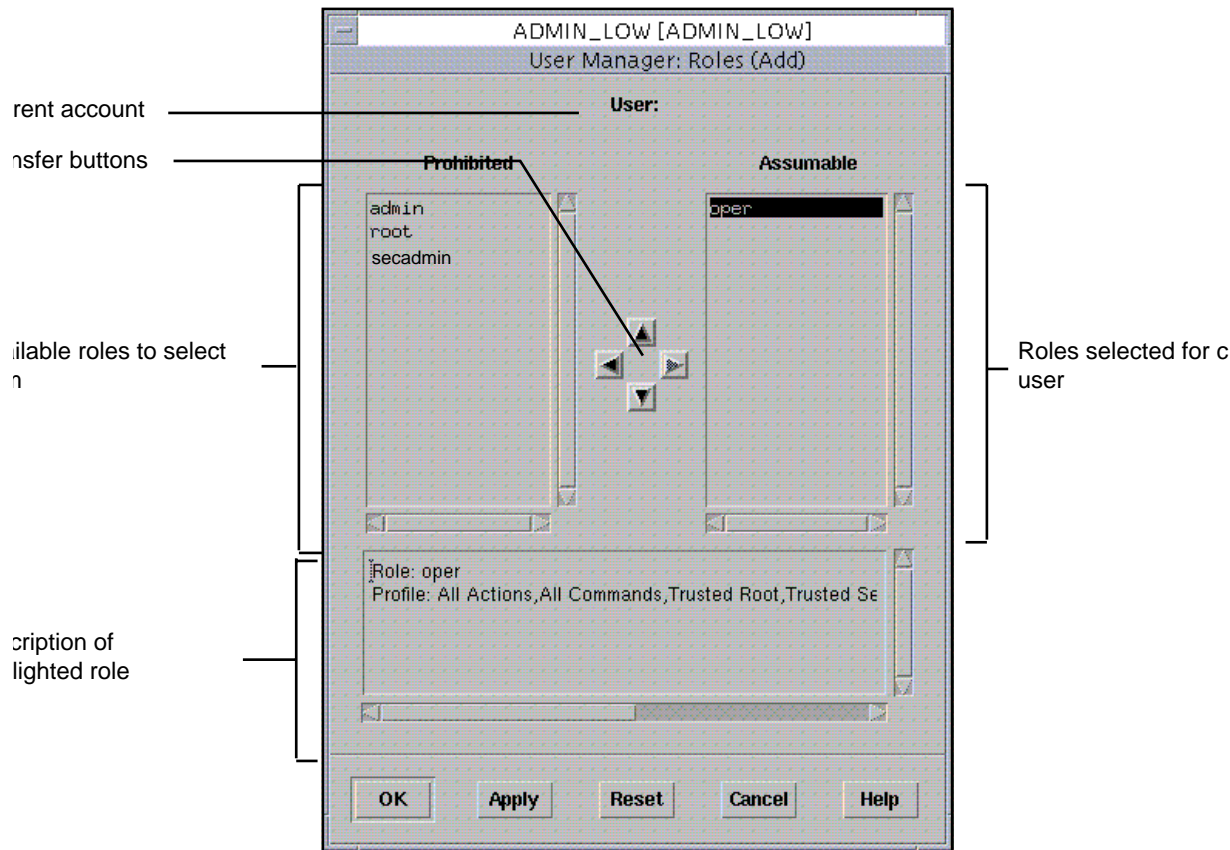 ADMIN_LOW [ADMIN_LOW]
User Manager: Roles (Add)
rent account
User:
nsfer buttons
Prohibited
Assumable
admin
root
secadmin
oper
ilable roles to select
Roles selected for c
user
Role: oper
Profile: All Actions,All Commands,Trusted Root,Trusted Se
cription of
lighted role
OK
Apply
Reset
Cancel
Help